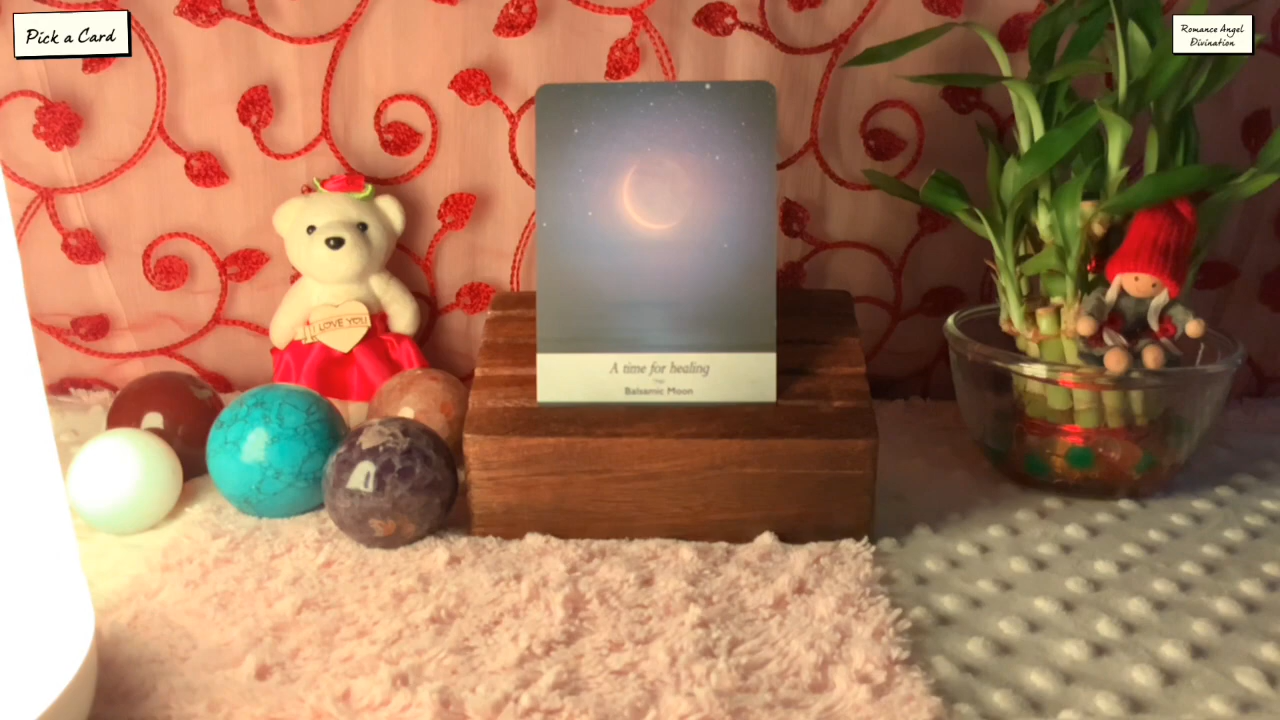 Pick a Card
Romance Angel
Divination
I LOVE YOU
A time for healing
Balsamic Moon